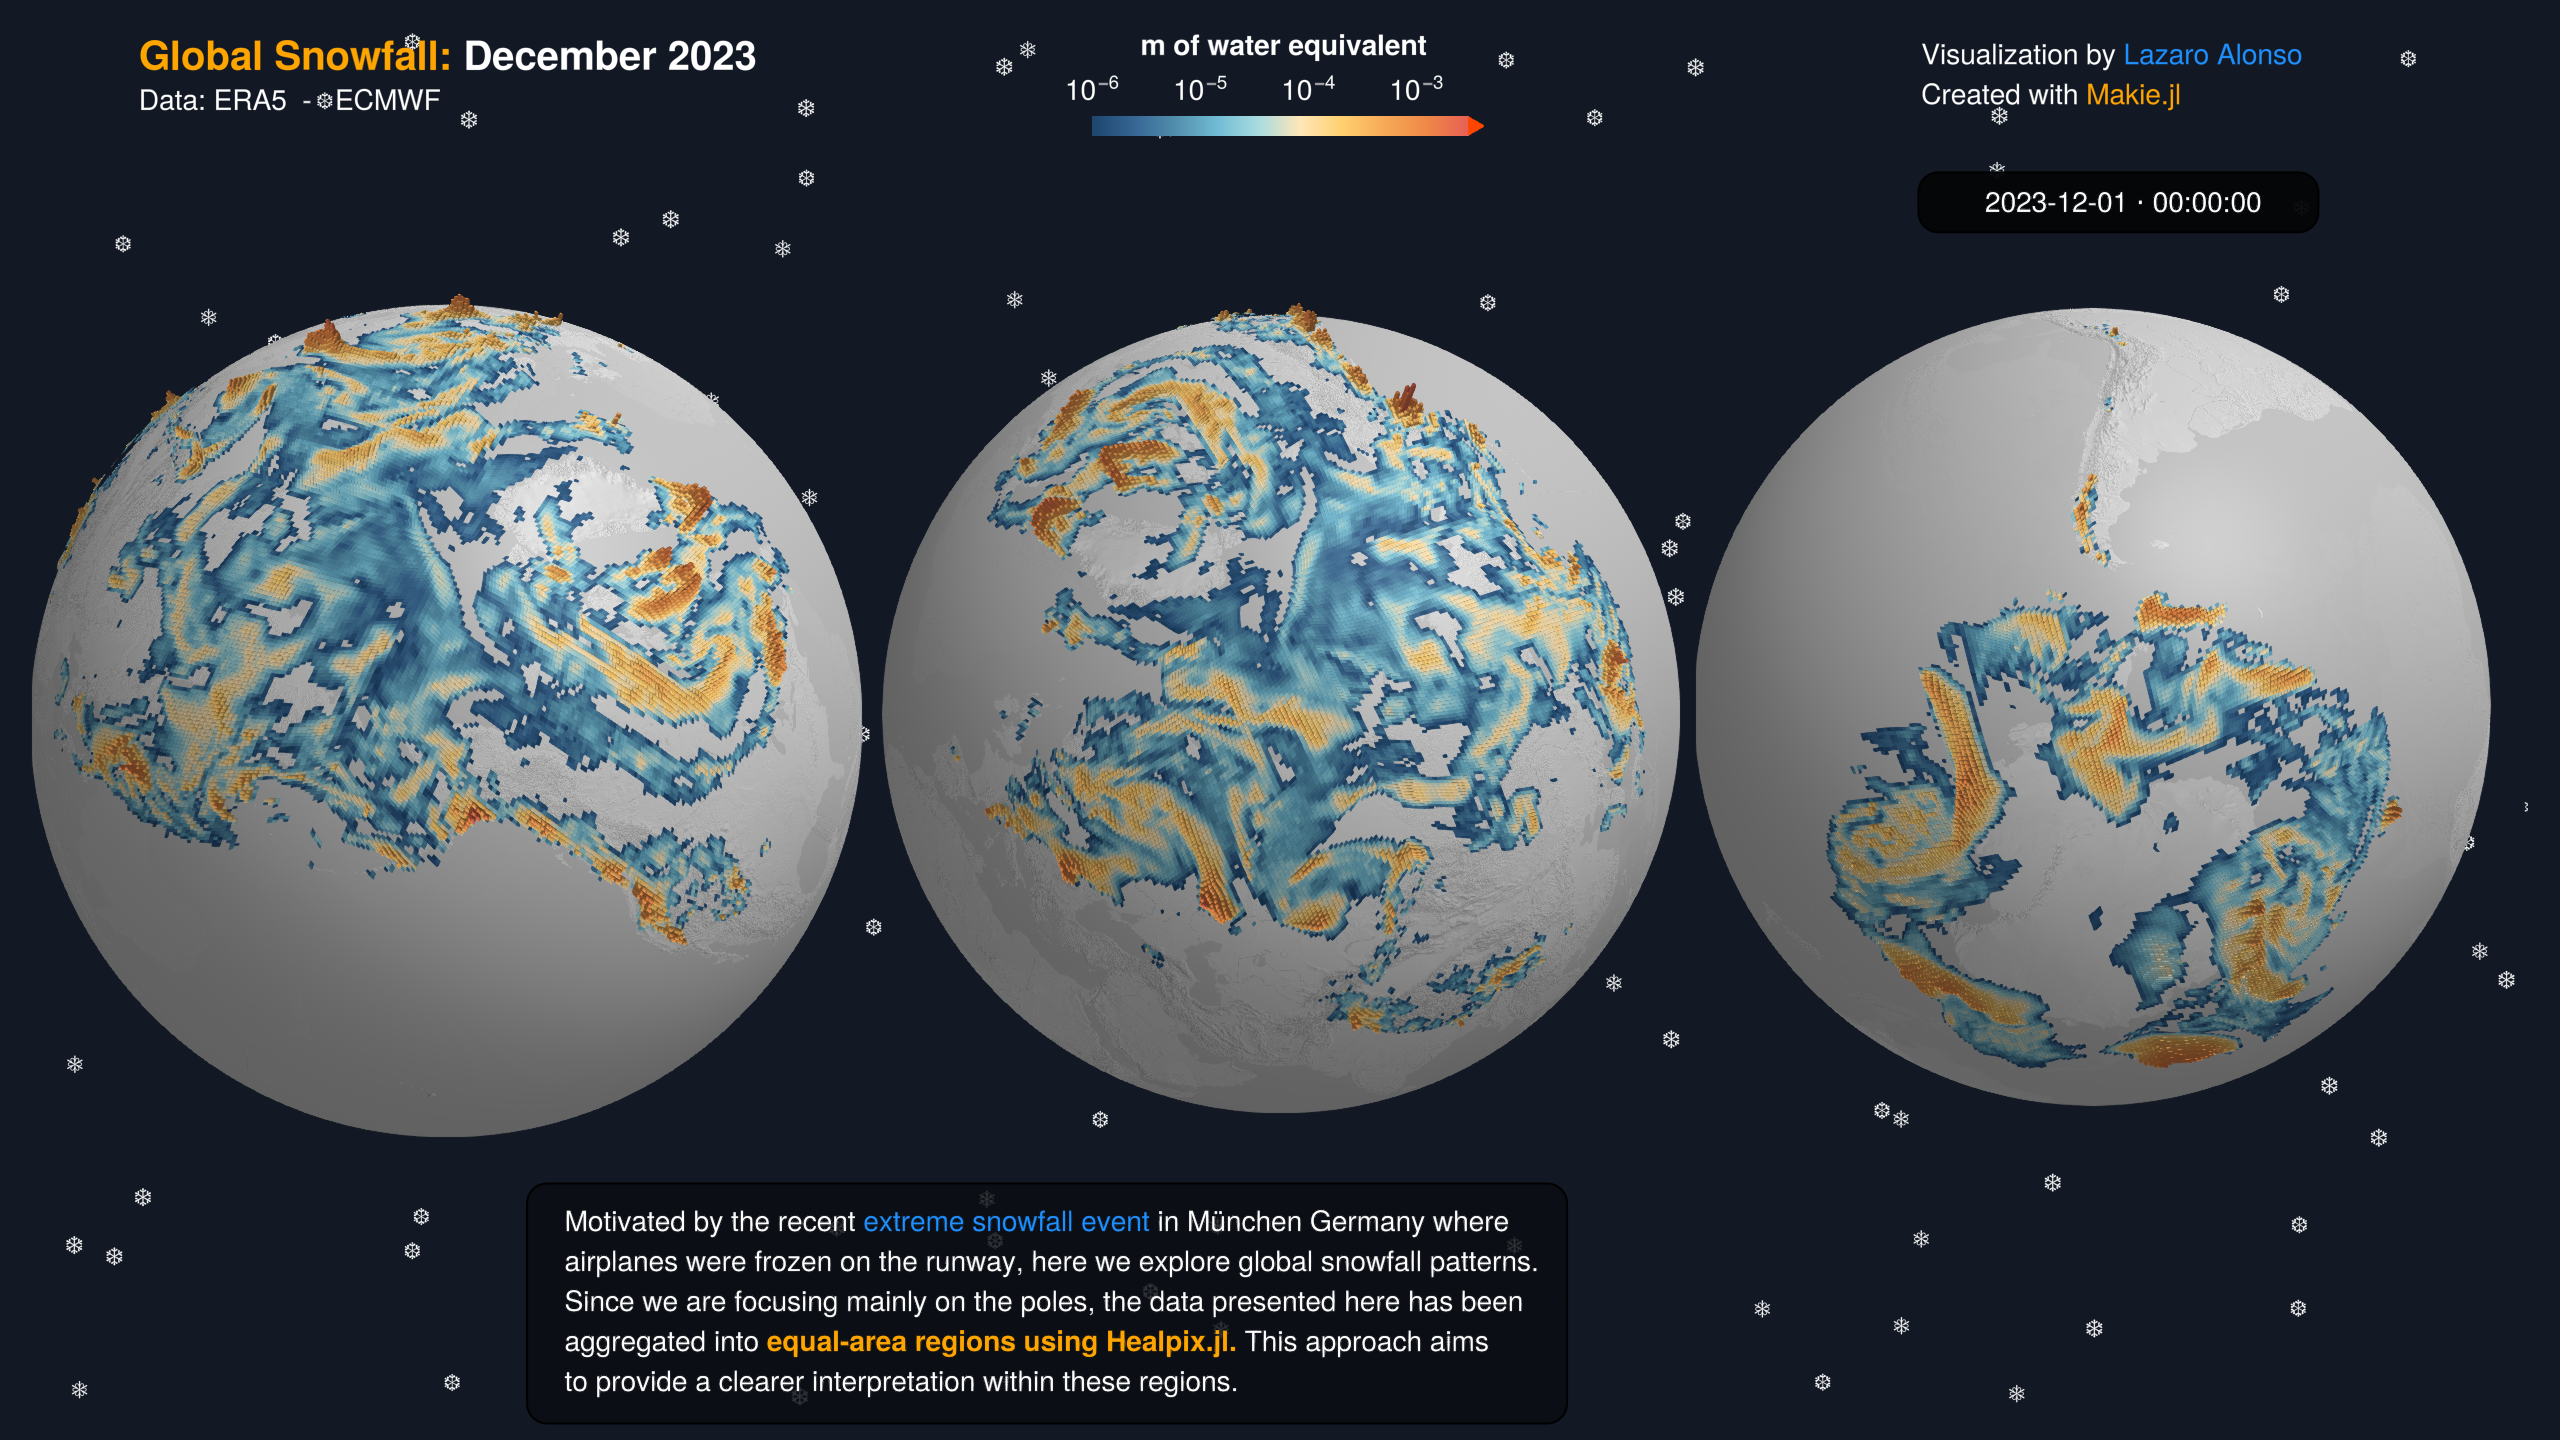 Global Snowfall: December 2023
Data: ERA5 -❄ECMWF
m of water equivalent
10⁻⁶ 10⁻⁵ 10⁻⁴ 10⁻³
Visualization by Lazaro Alonso
Created with Makie.jl
2023-12-01 · 00:00:00
Motivated by the recent extreme snowfall event in München Germany where
airplanes were frozen on the runway, here we explore global snowfall patterns.
Since we are focusing mainly on the poles, the data presented here has been
aggregated into equal-area regions using Healpix.jl. This approach aims
to provide a clearer interpretation within these regions.